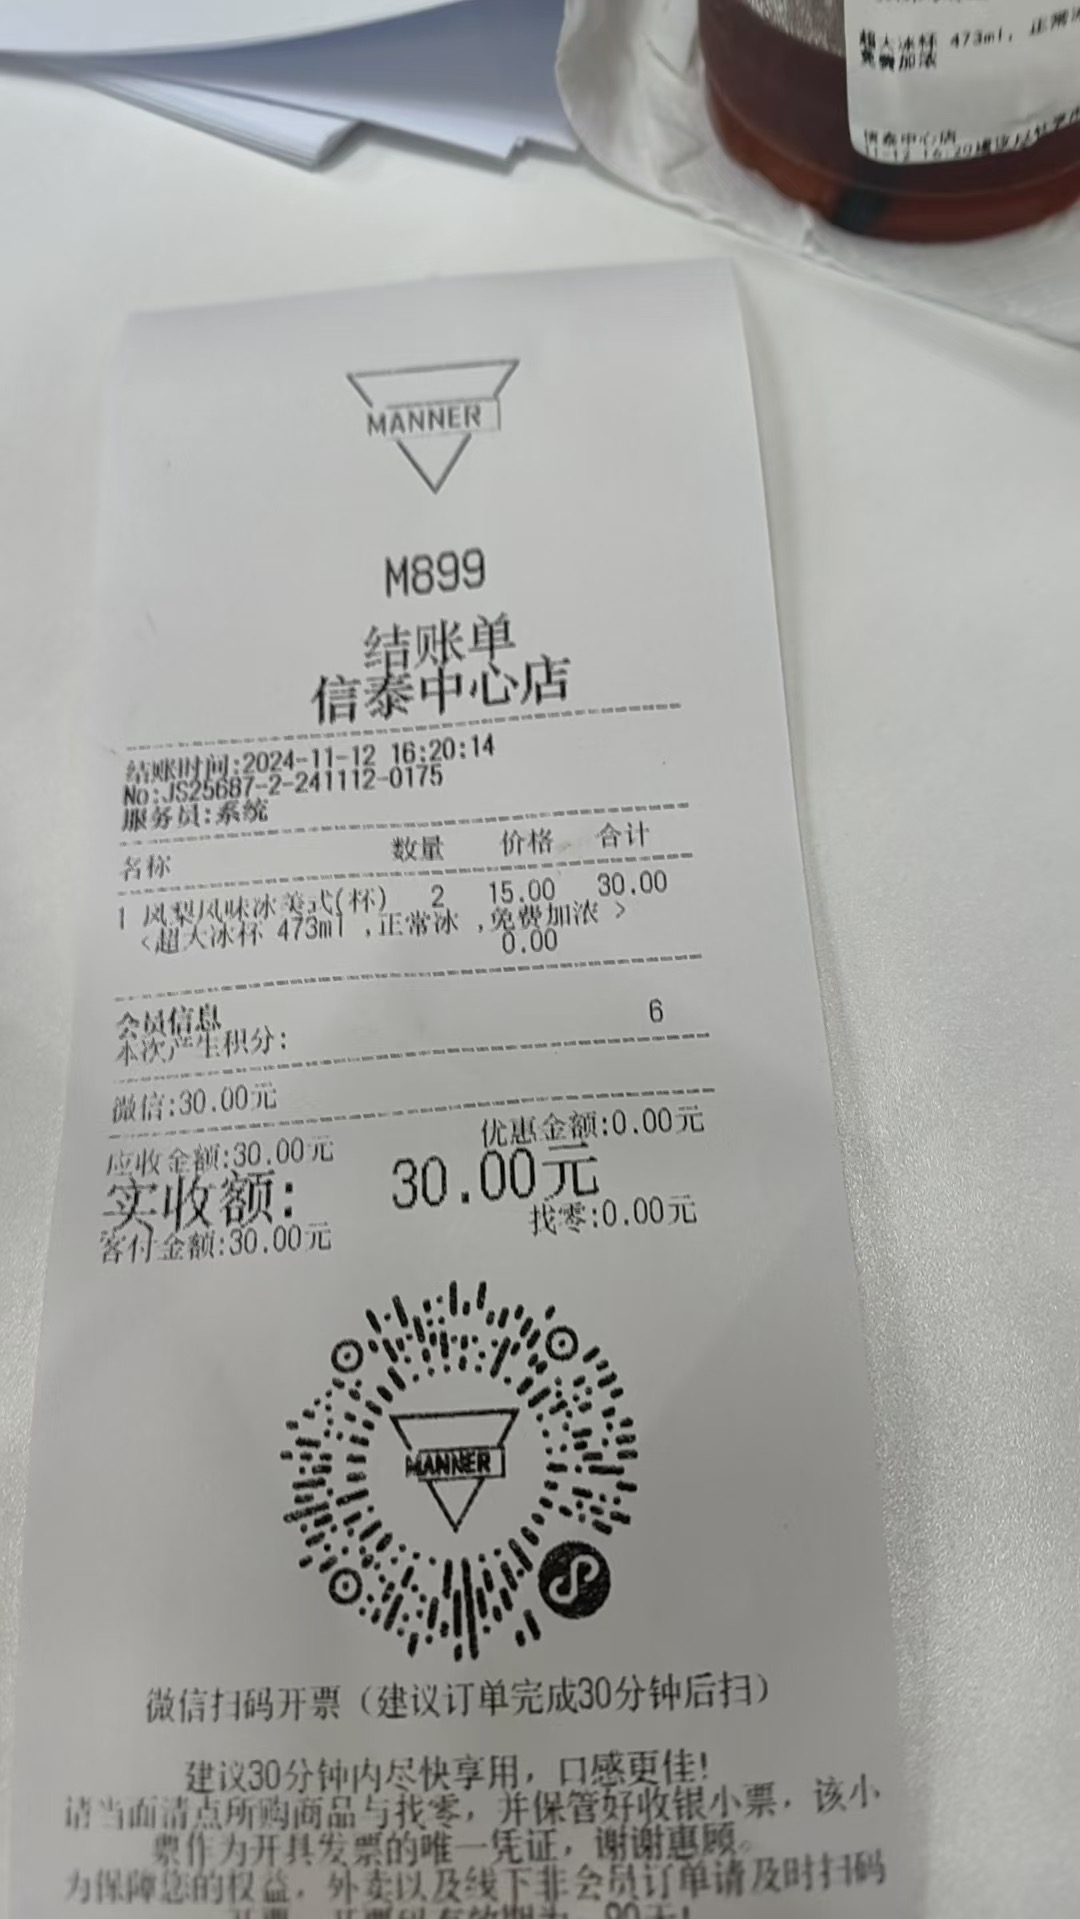 超大冰杯 473ml, 正常冰
免费加浓
信泰中心店
MANNER
M899
结账单
信泰中心店
结账时间:2024-11-12 16:20:14
No:JS25687-2-241112-0175
服务员:系统
名称 数量 价格 合计
1 凤梨风味冰美式(杯) 2 15.00 30.00
<超大冰杯 473ml ,正常冰 ,免费加浓 >
0.00
会员信息
本次产生积分: 6
微信:30.00元
应收金额:30.00元 优惠金额:0.00元
实收额: 30.00元
客付金额:30.00元 找零:0.00元
MANNER
微信扫码开票（建议订单完成30分钟后扫）
建议30分钟内尽快享用，口感更佳!
请当面清点所购商品与找零，并保管好收银小票，该小
票作为开具发票的唯一凭证，谢谢惠顾。
为保障您的权益，外卖以及线下非会员订单请及时扫码